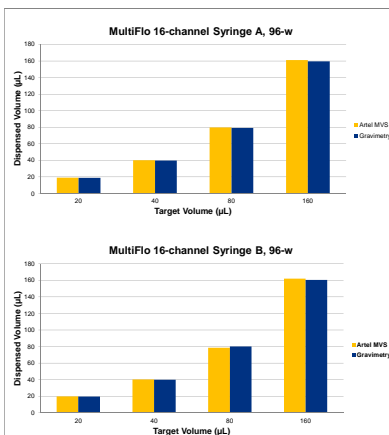 MultiFlo 16-channel Syringe A, 96-w
Dispensed Volume (µL)
180
160
140
120
100
80
60
40
20
0
20 40 80 160
Target Volume (µL)
Artel MVS
Gravimetry
MultiFlo 16-channel Syringe B, 96-w
Dispensed Volume (µL)
180
160
140
120
100
80
60
40
20
0
20 40 80 160
Target Volume (µL)
Artel MVS
Gravimetry